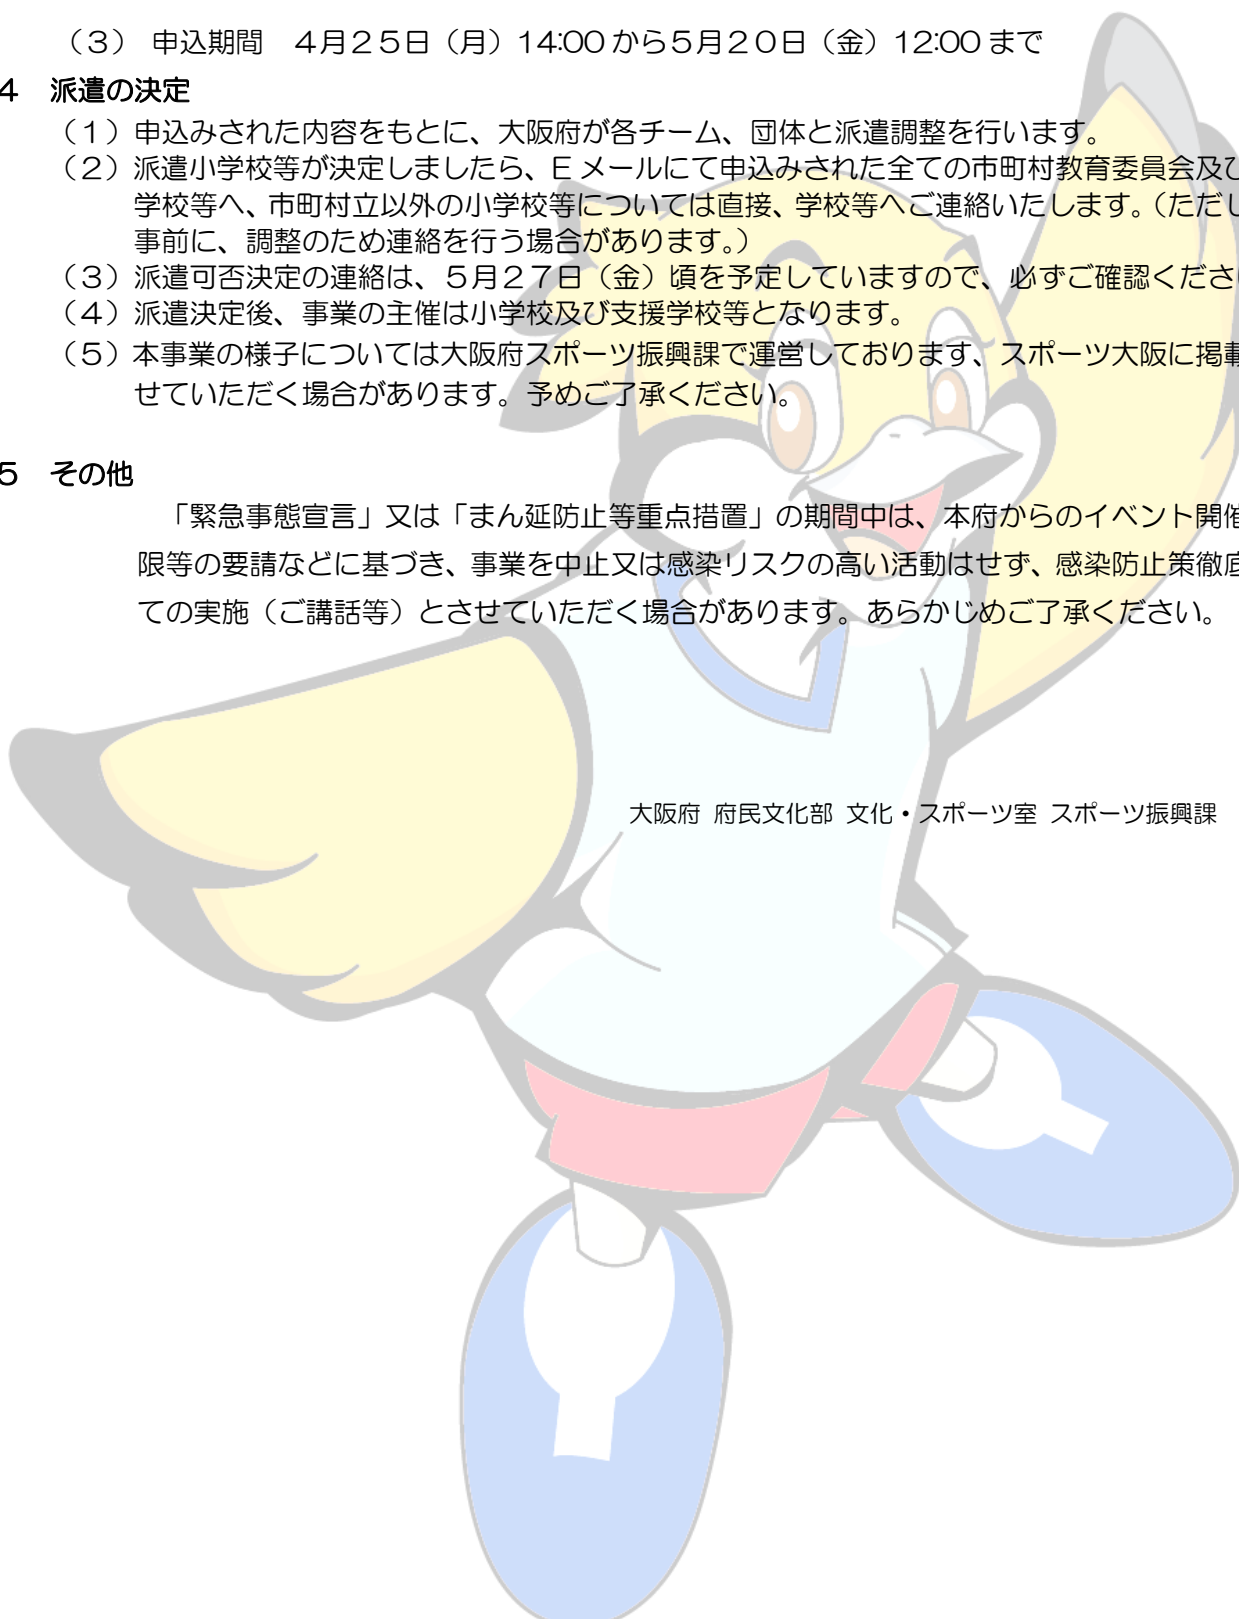 （３） 申込期間　４月２５日（月）14:00 から５月２０日（金）12:00 まで
４　派遣の決定
（１）申込みされた内容をもとに、大阪府が各チーム、団体と派遣調整を行います。
（２）派遣小学校等が決定しましたら、Ｅメールにて申込みされた全ての市町村教育委員会及び
学校等へ、市町村立以外の小学校等については直接、学校等へご連絡いたします。（ただし
事前に、調整のため連絡を行う場合があります。）
（３）派遣可否決定の連絡は、５月２７日（金）頃を予定していますので、必ずご確認くださ
（４）派遣決定後、事業の主催は小学校及び支援学校等となります。
（５）本事業の様子については大阪府スポーツ振興課で運営しております、スポーツ大阪に掲載
せていただく場合があります。予めご了承ください。
５　その他
「緊急事態宣言」又は「まん延防止等重点措置」の期間中は、本府からのイベント開催
限等の要請などに基づき、事業を中止又は感染リスクの高い活動はせず、感染防止策徹底
ての実施（ご講話等）とさせていただく場合があります。あらかじめご了承ください。
大阪府 府民文化部 文化・スポーツ室 スポーツ振興課